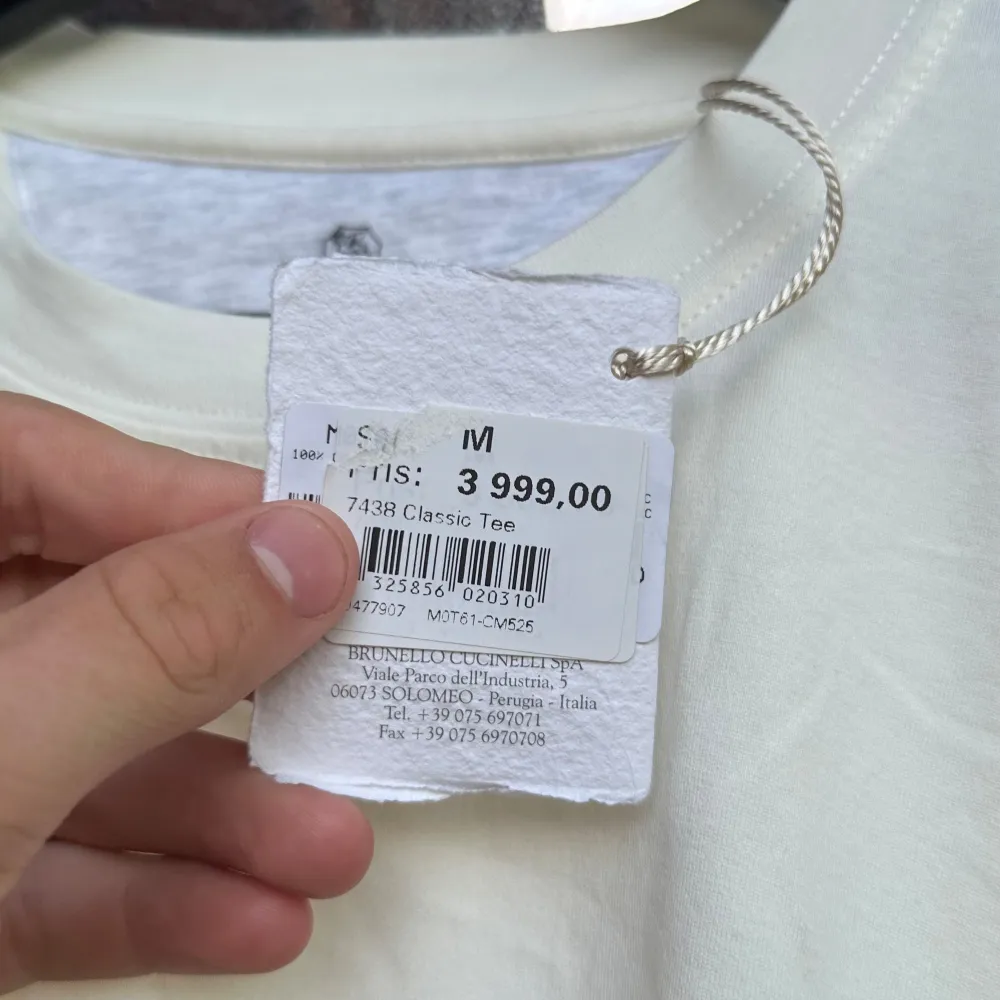 M
100%
3 999,00
7438 Classic Tee
325856 020310
477907 M0T61-CM525
BRUNELLO CUCINELLI SpA
Viale Parco dell'Industria, 5
06073 SOLOMEO - Perugia - Italia
Tel. +39 075 697071
Fax +39 075 6970708